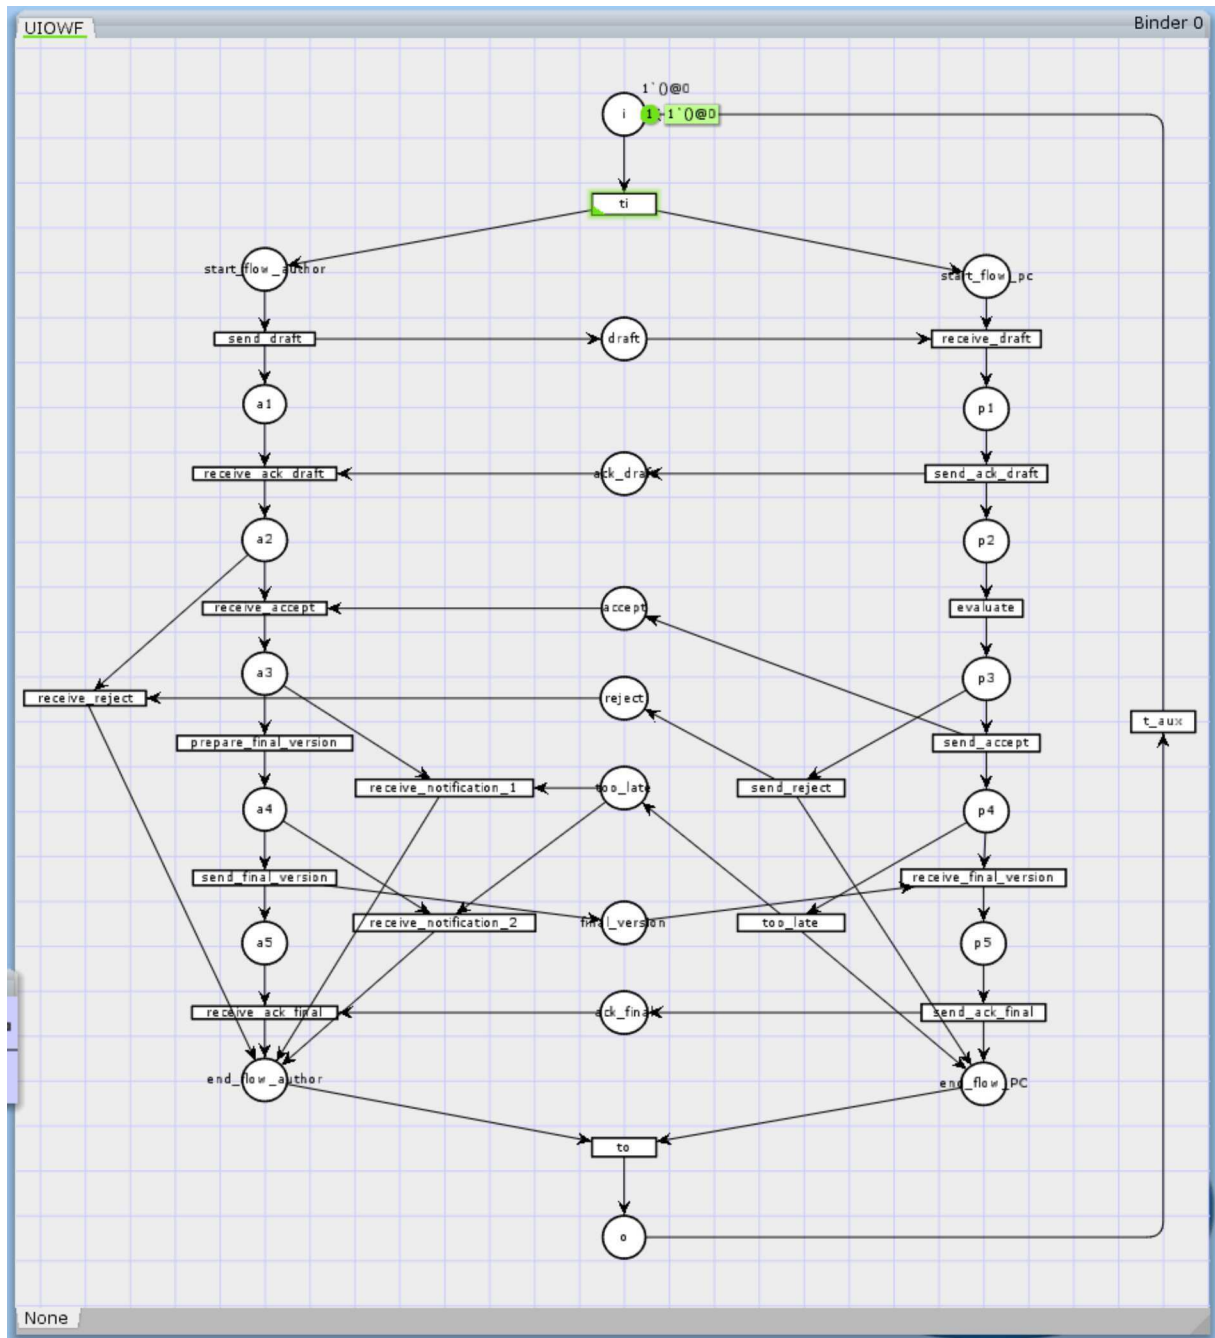 UIOWF
Binder 0
1`()@0
i
1
1`()@0
ti
start_flow_author
start_flow_pc
send_draft
draft
receive_draft
a1
p1
receive_ack_draft
ack_draft
send_ack_draft
a2
p2
receive_accept
accept
evaluate
a3
p3
receive_reject
reject
t_aux
prepare_final_version
send_accept
receive_notification_1
too_late
send_reject
a4
p4
send_final_version
receive_final_version
receive_notification_2
final_version
too_late
a5
p5
receive_ack_final
ack_final
send_ack_final
end_flow_author
end_flow_PC
to
o
None